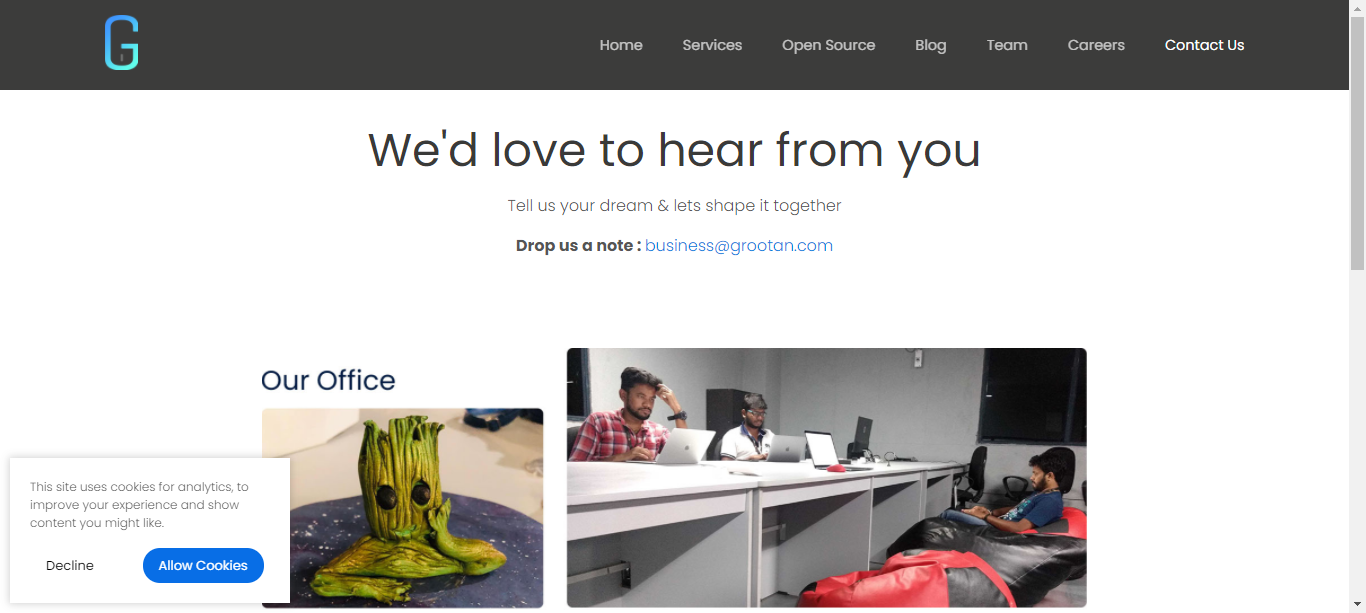 G
Home Services Open Source Blog Team Careers Contact Us
We'd love to hear from you
Tell us your dream & lets shape it together
Drop us a note : business@grootan.com
Our Office
This site uses cookies for analytics, to
improve your experience and show
content you might like.
Decline Allow Cookies